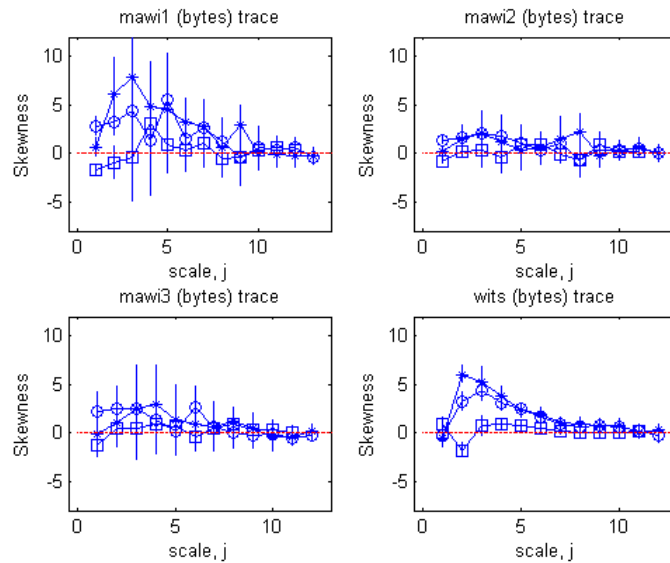 mawi1 (bytes) trace
mawi2 (bytes) trace
Skewness
10
5
0
-5
0 5 10
scale, j
Skewness
10
5
0
-5
0 5 10
scale, j
mawi3 (bytes) trace
wits (bytes) trace
Skewness
10
5
0
-5
0 5 10
scale, j
Skewness
10
5
0
-5
0 5 10
scale, j